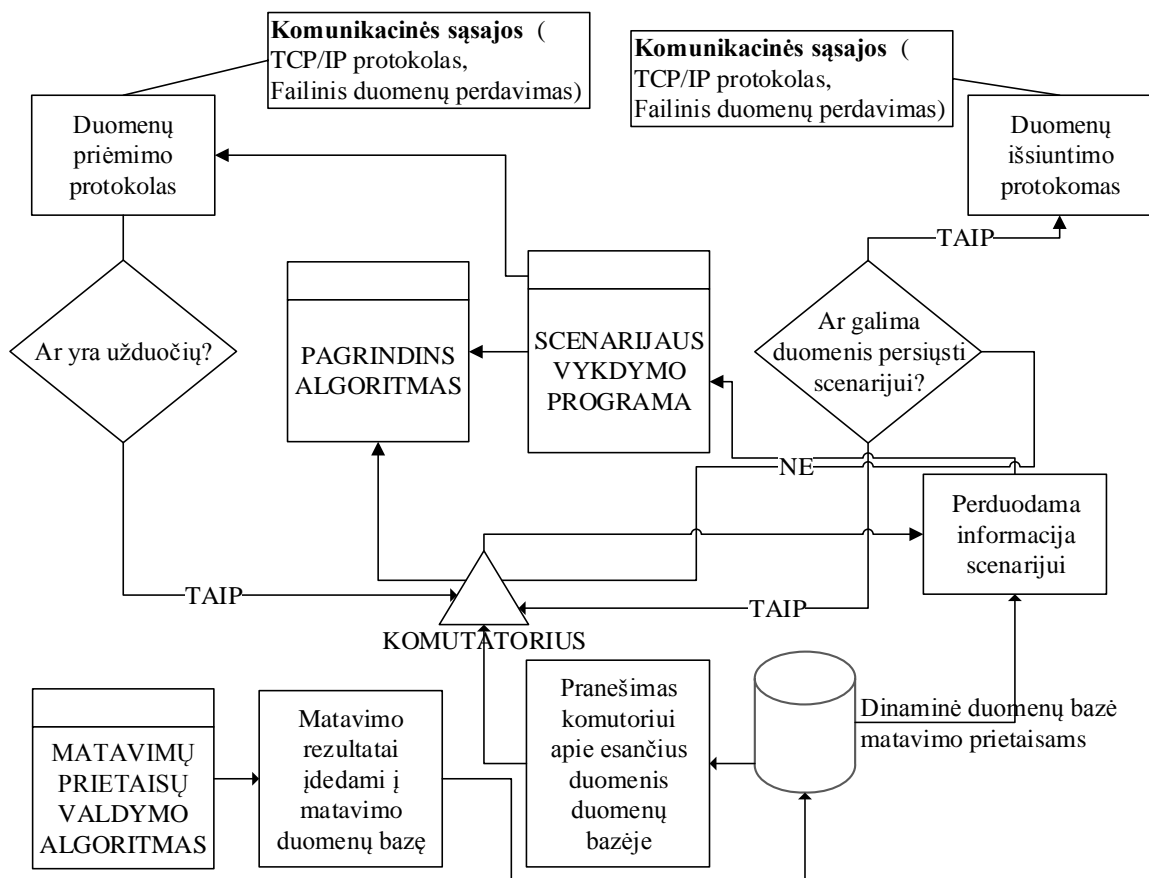 Komunikacinės sąsajos (
TCP/IP protokolas,
Failinis duomenų perdavimas)
Komunikacinės sąsajos (
TCP/IP protokolas,
Failinis duomenų perdavimas)
Duomenų
priėmimo
protokolas
Duomenų
išsiuntimo
protokomas
TAIP
Ar yra užduočių?
PAGRINDINS
ALGORITMAS
SCENARIJAUS
VYKDYMO
PROGRAMA
Ar galima
duomenis persiųsti
scenarijui?
NE
Perduodama
informacija
scenarijui
TAIP
TAIP
KOMUTATORIUS
MATAVIMŲ
PRIETAISŲ
VALDYMO
ALGORITMAS
Matavimo
rezultatai
įdedami į
matavimo
duomenų bazę
Pranešimas
komutoriui
apie esančius
duomenis
duomenų
bazėje
Dinaminė duomenų bazė
matavimo prietaisams